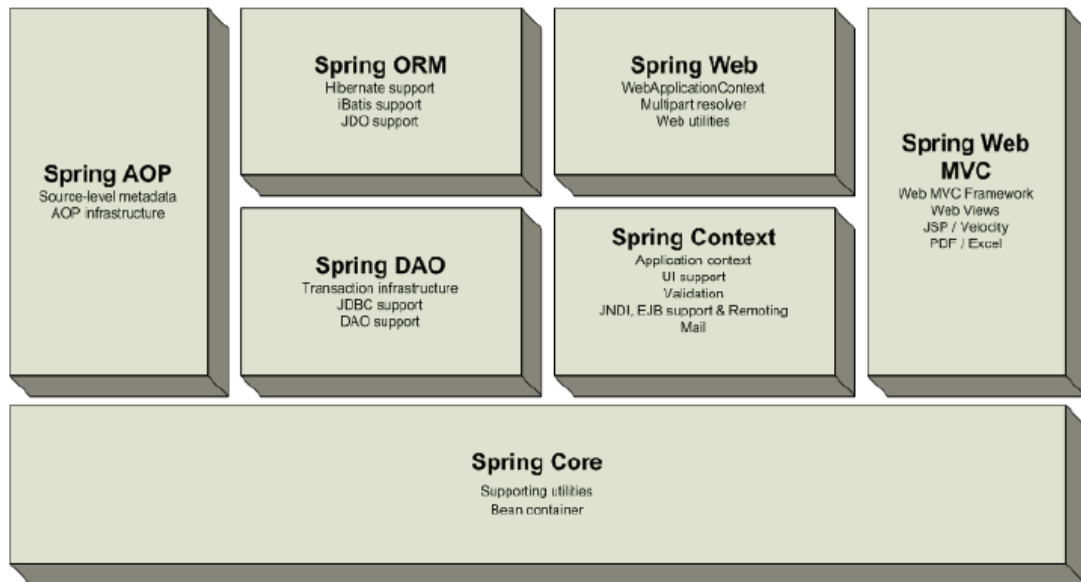 Spring AOP
Source-level metadata
AOP infrastructure
Spring ORM
Hibernate support
iBatis support
JDO support
Spring Web
WebApplicationContext
Multipart resolver
Web utilities
Spring Web
MVC
Web MVC Framework
Web Views
JSP / Velocity
PDF / Excel
Spring DAO
Transaction infrastructure
JDBC support
DAO support
Spring Context
Application context
UI support
Validation
JNDI, EJB support & Remoting
Mail
Spring Core
Supporting utilities
Bean container